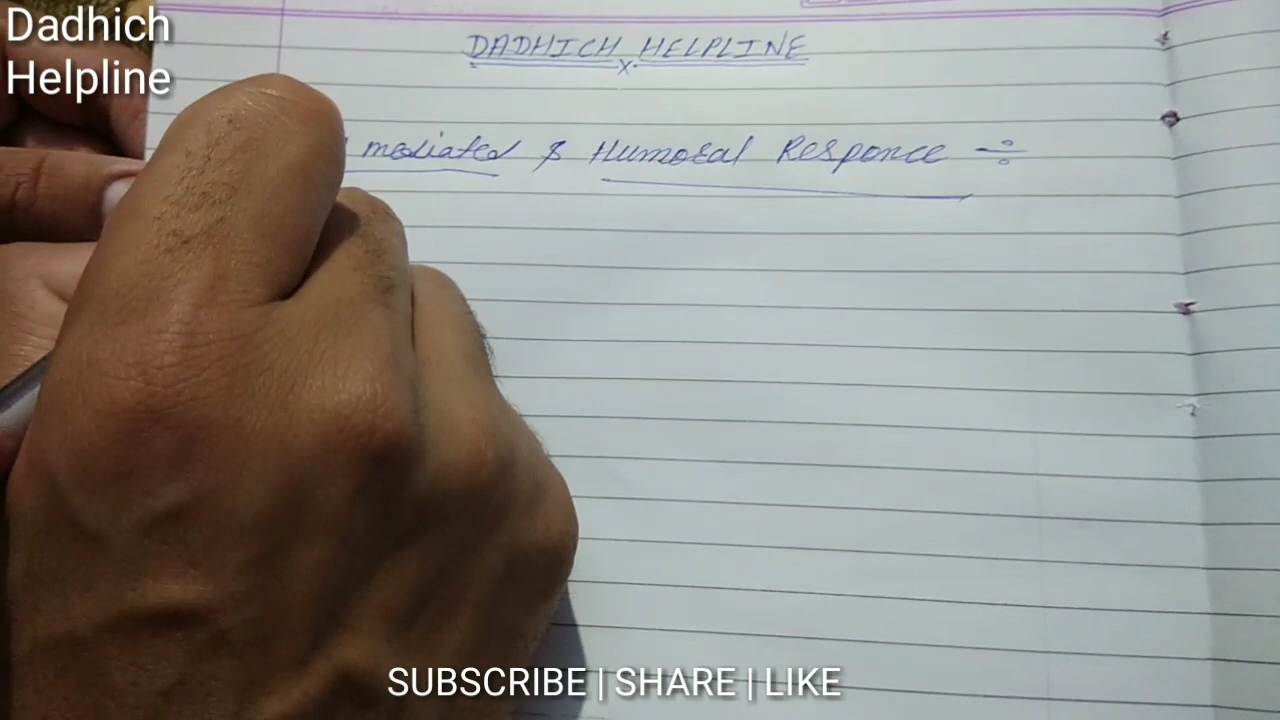 Dadhich
Helpline
DADHICH HELPLINE
x
mediated & Humoral Responce ÷
SUBSCRIBE | SHARE | LIKE